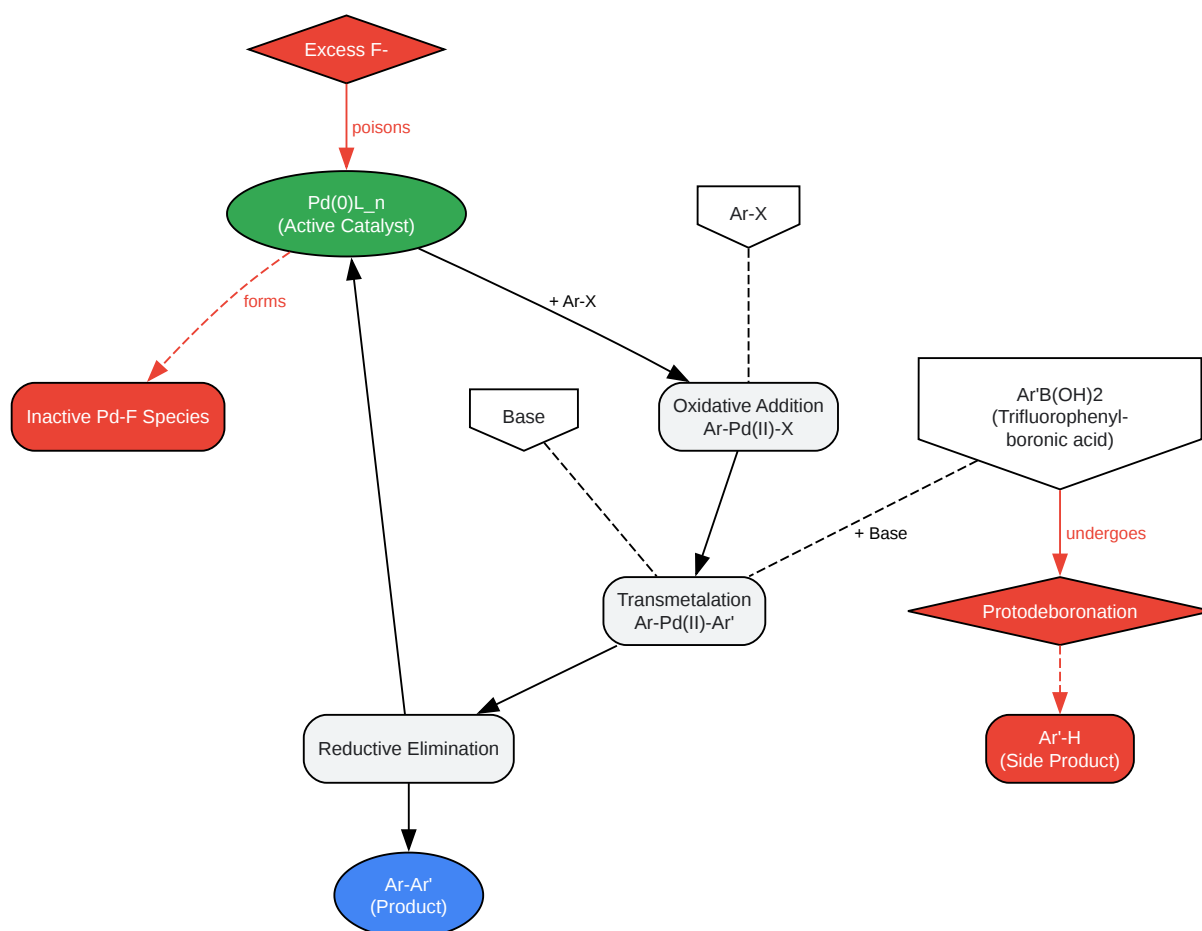 Excess F-
poisons
Pd(0)L_n
(Active Catalyst)
Ar-X
forms
+ Ar-X
Inactive Pd-F Species
Base
Oxidative Addition
Ar-Pd(II)-X
Ar'B(OH)2
(Trifluorophenyl-
boronic acid)
+ Base
undergoes
Transmetalation
Ar-Pd(II)-Ar'
Protodeboronation
Reductive Elimination
Ar'-H
(Side Product)
Ar-Ar'
(Product)